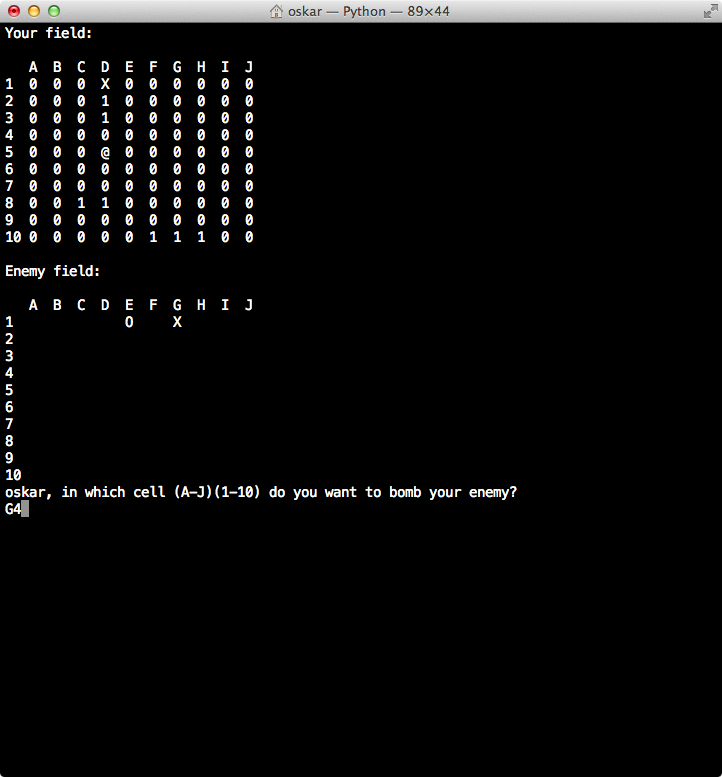 oskar — Python — 89×44
Your field:
   A  B  C  D  E  F  G  H  I  J
1  0  0  0  X  0  0  0  0  0  0
2  0  0  0  1  0  0  0  0  0  0
3  0  0  0  1  0  0  0  0  0  0
4  0  0  0  0  0  0  0  0  0  0
5  0  0  0  @  0  0  0  0  0  0
6  0  0  0  0  0  0  0  0  0  0
7  0  0  0  0  0  0  0  0  0  0
8  0  0  1  1  0  0  0  0  0  0
9  0  0  0  0  0  0  0  0  0  0
10 0  0  0  0  0  1  1  1  0  0
Enemy field:
   A  B  C  D  E  F  G  H  I  J
1              O     X
2
3
4
5
6
7
8
9
10
oskar, in which cell (A-J)(1-10) do you want to bomb your enemy?
G4